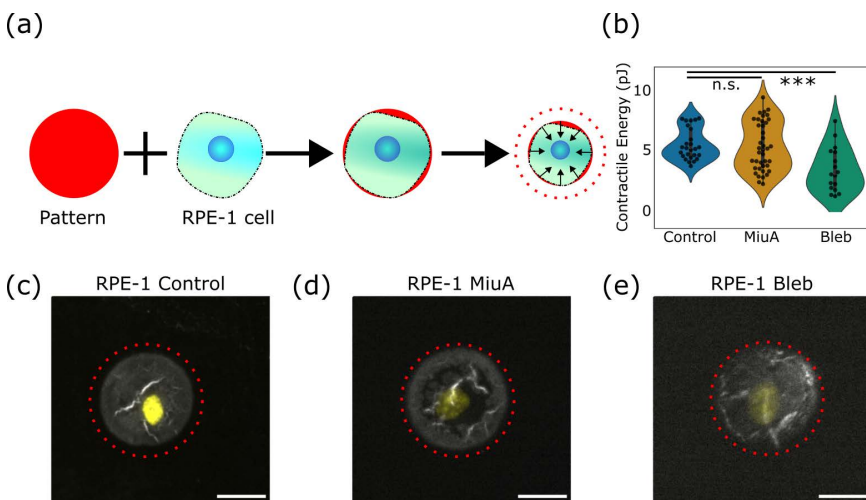 (a)
Pattern
RPE-1 cell
(b)
Contractile Energy (pJ)
10
5
0
n.s.
***
Control
MiuA
Bleb
(c)
RPE-1 Control
(d)
RPE-1 MiuA
(e)
RPE-1 Bleb